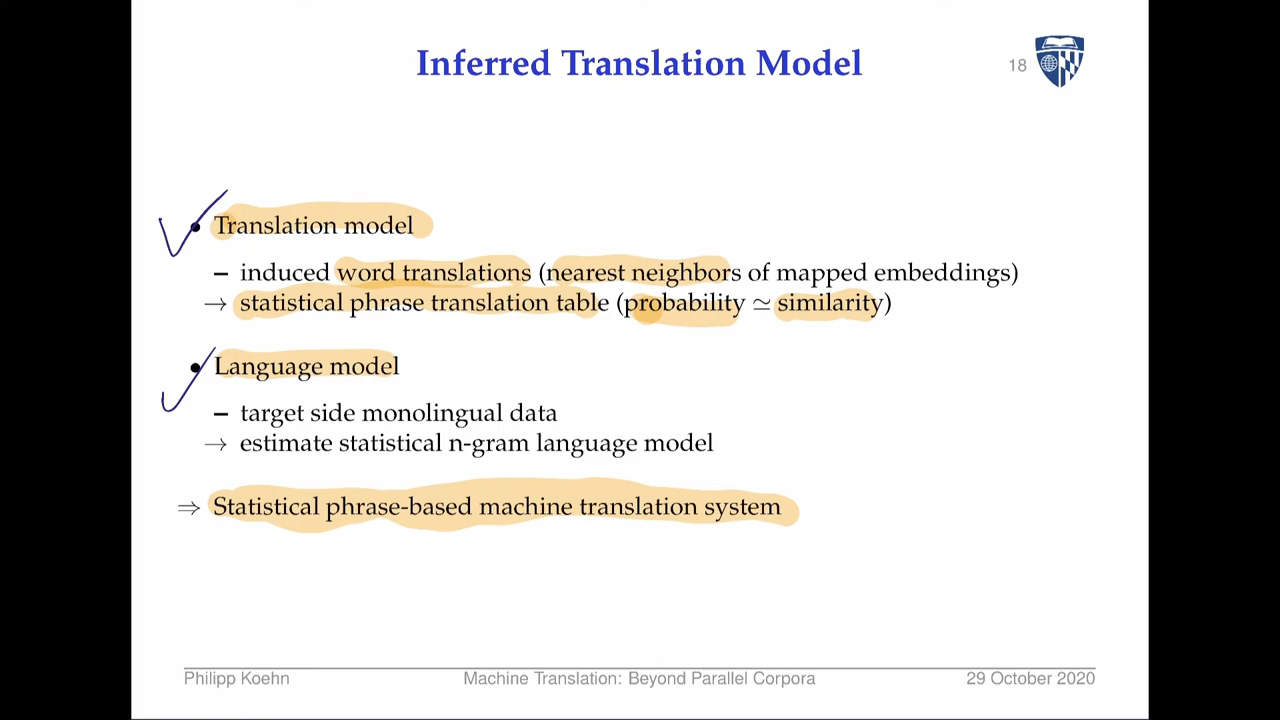 Inferred Translation Model
18
• Translation model
– induced word translations (nearest neighbors of mapped embeddings)
→ statistical phrase translation table (probability ≃ similarity)
• Language model
– target side monolingual data
→ estimate statistical n-gram language model
⇒ Statistical phrase-based machine translation system
Philipp Koehn Machine Translation: Beyond Parallel Corpora 29 October 2020